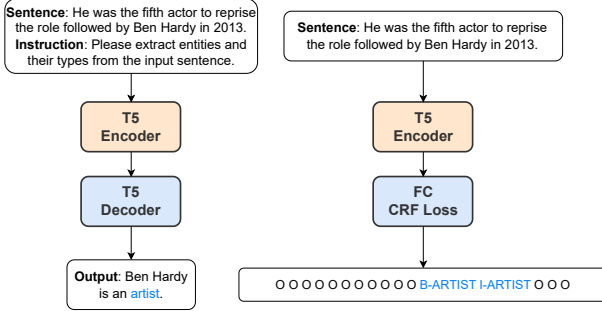 Sentence: He was the fifth actor to reprise
the role followed by Ben Hardy in 2013.
Instruction: Please extract entities and
their types from the input sentence.
T5
Encoder
T5
Decoder
Output: Ben Hardy
is an artist.
Sentence: He was the fifth actor to reprise
the role followed by Ben Hardy in 2013.
T5
Encoder
FC
CRF Loss
O O O O O O O O O O O B-ARTIST I-ARTIST O O O